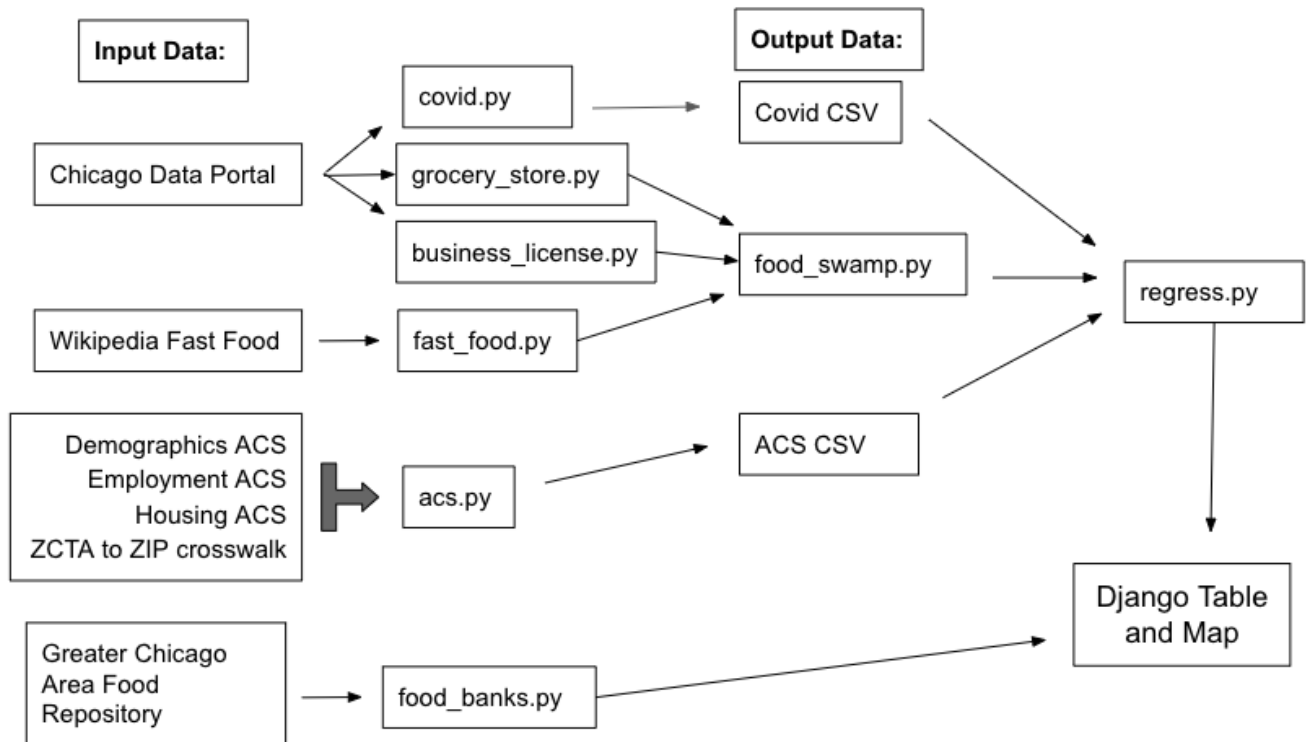 Input Data:
Output Data:
covid.py
Covid CSV
Chicago Data Portal
grocery_store.py
business_license.py
food_swamp.py
regress.py
Wikipedia Fast Food
fast_food.py
Demographics ACS
Employment ACS
Housing ACS
ZCTA to ZIP crosswalk
acs.py
ACS CSV
Django Table
and Map
Greater Chicago
Area Food
Repository
food_banks.py